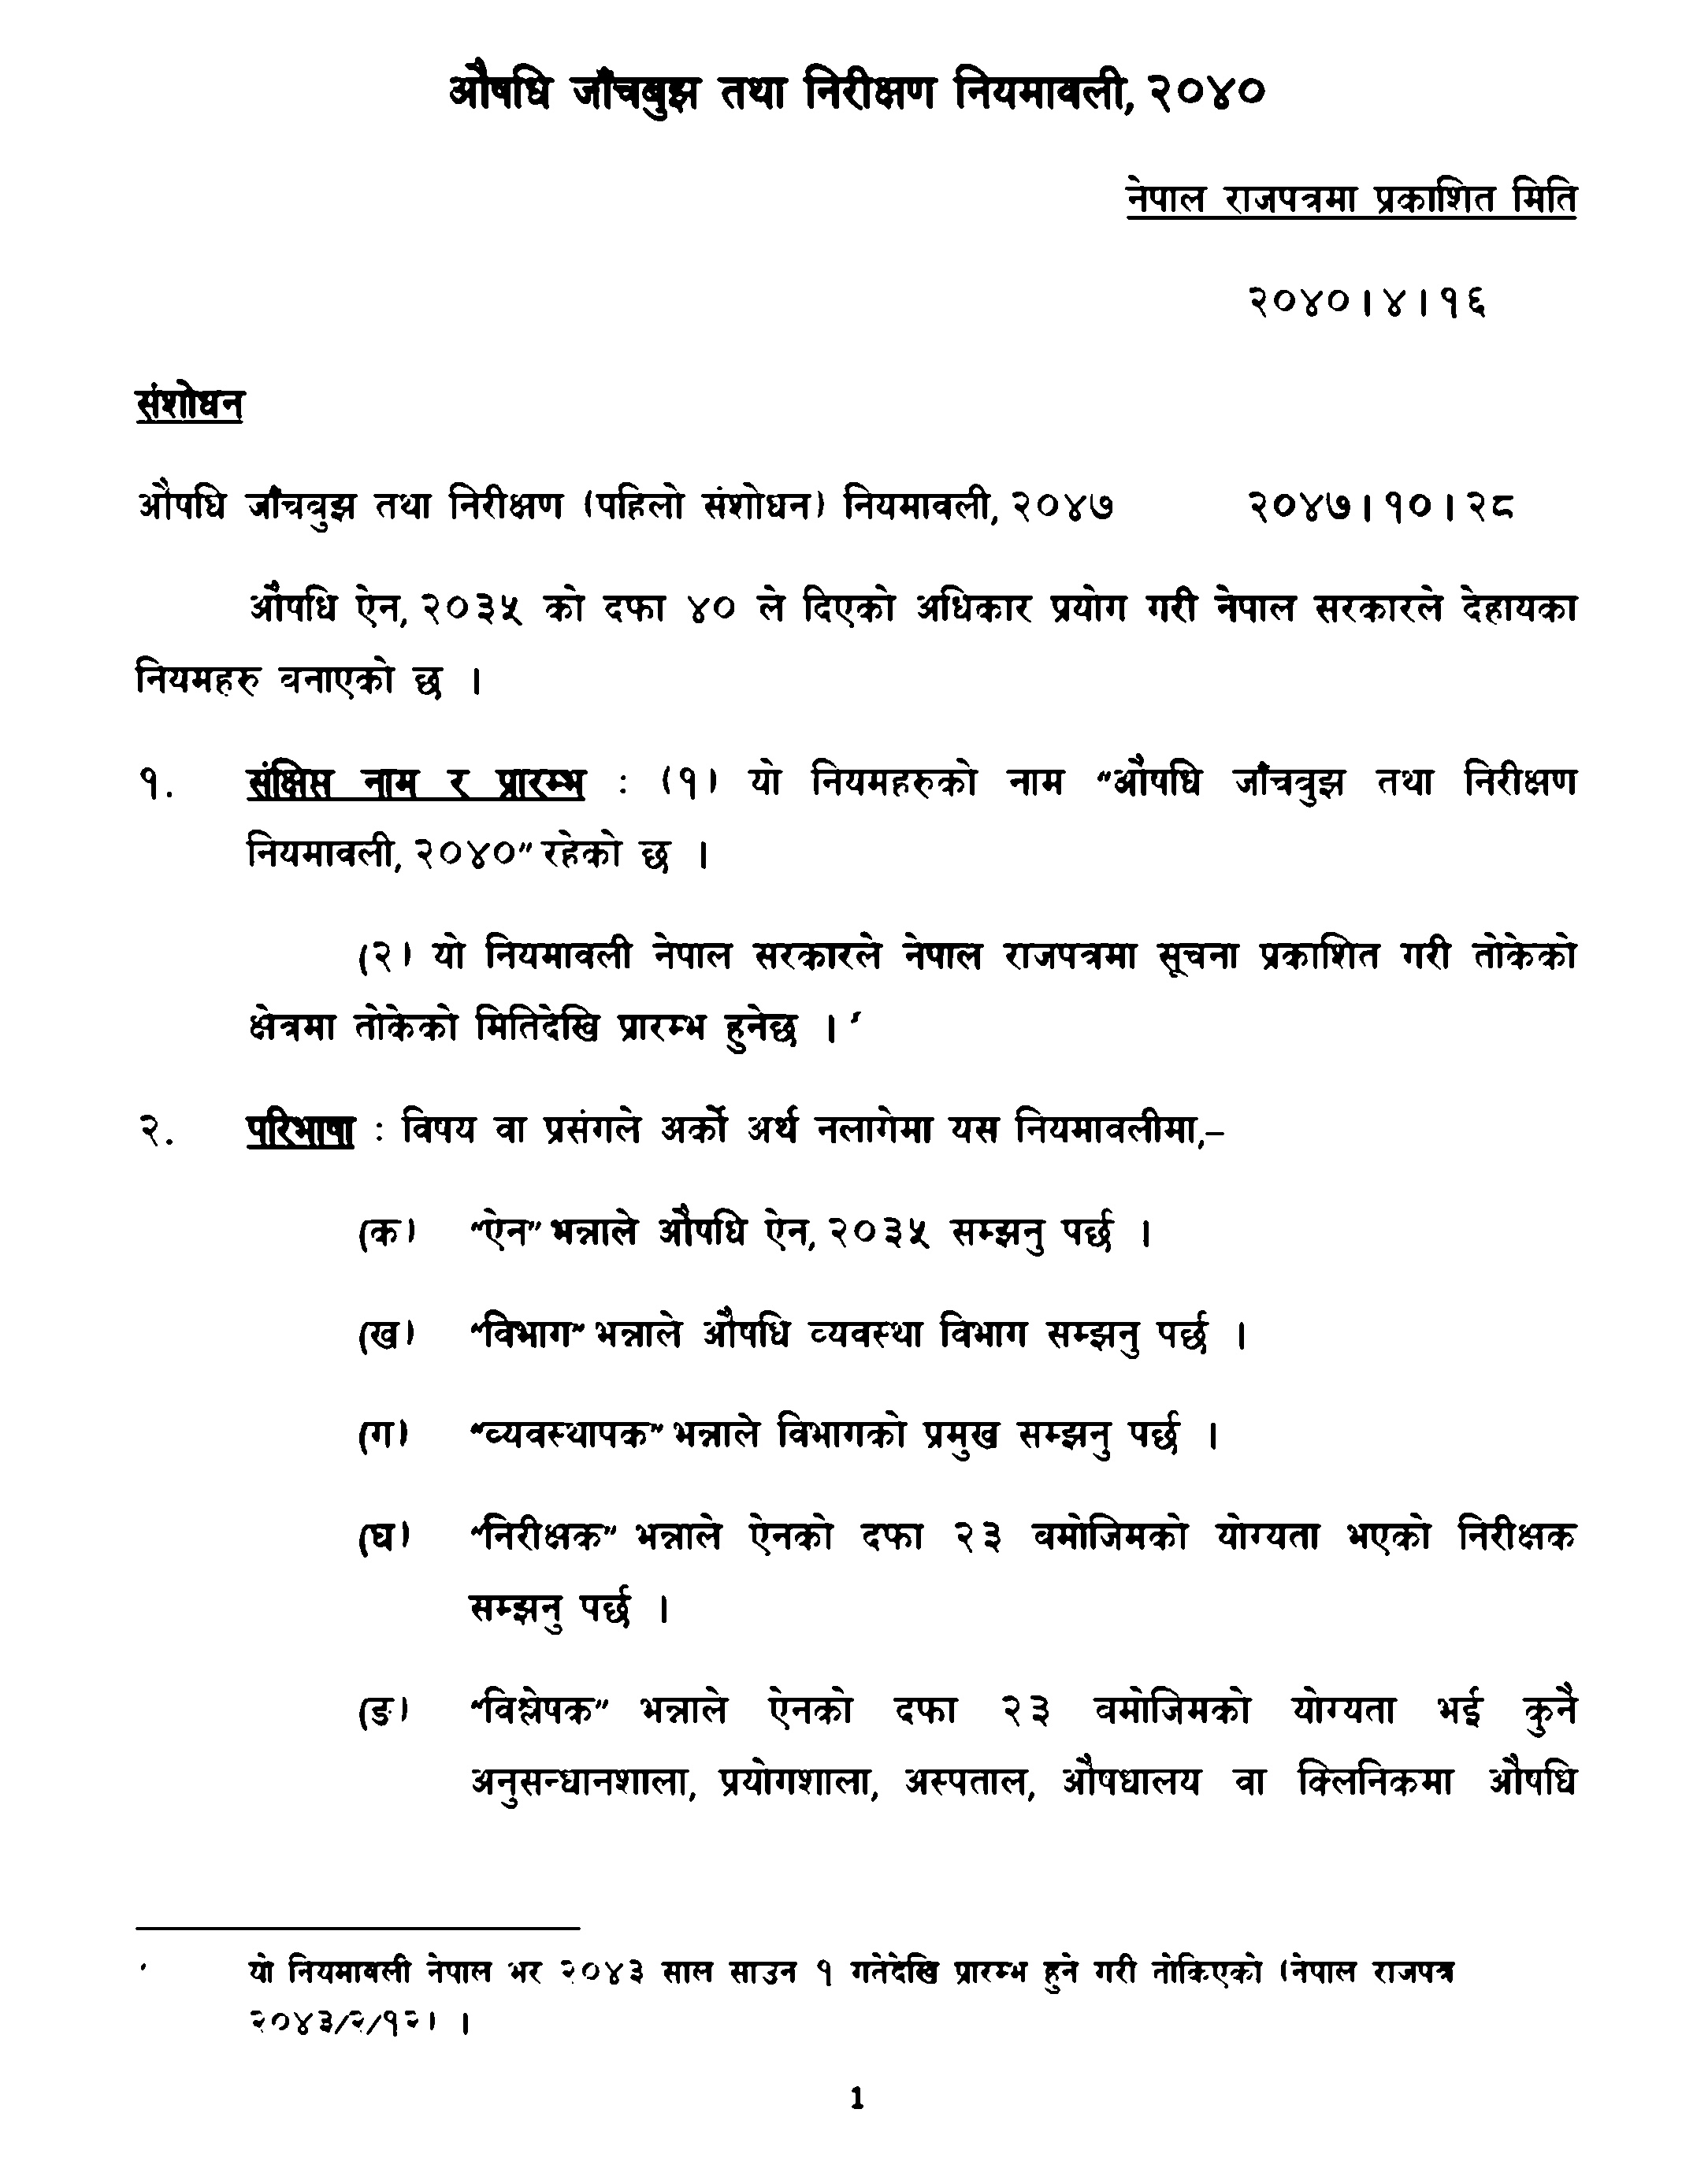 औषधि जाँचबुझ तथा निरीक्षण नियमावली, २०४०
नेपाल राजपत्रमा प्रकाशित मिति
२०४०।४।१६
संशोधन
औषधि जाँचबुझ तथा निरीक्षण (पहिलो संशोधन) नियमावली, २०४७ २०४७।१०।२८
औषधि ऐन, २०३५ को दफा ४० ले दिएको अधिकार प्रयोग गरी नेपाल सरकारले देहायका
नियमहरु बनाएको छ ।
१. संक्षिप्त नाम र प्रारम्भ : (१) यो नियमहरुको नाम "औषधि जाँचबुझ तथा निरीक्षण
नियमावली, २०४०" रहेको छ ।
(२) यो नियमावली नेपाल सरकारले नेपाल राजपत्रमा सूचना प्रकाशित गरी तोकेको
क्षेत्रमा तोकेको मितिदेखि प्रारम्भ हुनेछ ।'
२. परिभाषा : विषय वा प्रसंगले अर्को अर्थ नलागेमा यस नियमावलीमा,–
(क) "ऐन" भन्नाले औषधि ऐन, २०३५ सम्झनु पर्छ ।
(ख) "विभाग" भन्नाले औषधि व्यवस्था विभाग सम्झनु पर्छ ।
(ग) "व्यवस्थापक" भन्नाले विभागको प्रमुख सम्झनु पर्छ ।
(घ) "निरीक्षक" भन्नाले ऐनको दफा २३ बमोजिमको योग्यता भएको निरीक्षक
सम्झनु पर्छ ।
(ङ) "विश्लेषक" भन्नाले ऐनको दफा २३ बमोजिमको योग्यता भई कुनै
अनुसन्धानशाला, प्रयोगशाला, अस्पताल, औषधालय वा क्लिनिकमा औषधि
' यो नियमावली नेपाल भर २०४३ साल साउन १ गतेदेखि प्रारम्भ हुने गरी तोकिएको (नेपाल राजपत्र
२०४३/२/१२) ।
1